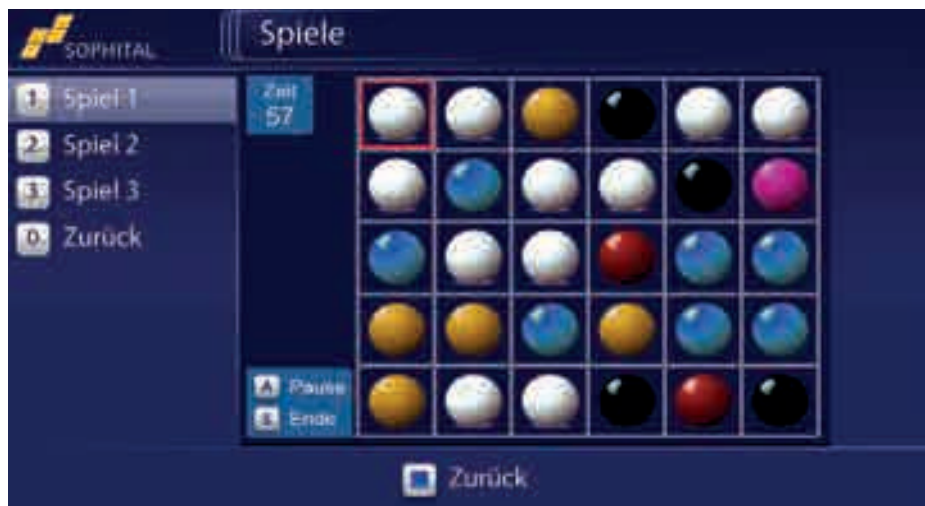 SOPHITAL
Spiele
1. Spiel 1
2. Spiel 2
3. Spiel 3
0. Zurück
Zeit
57
A Pause
Ende
Zurück